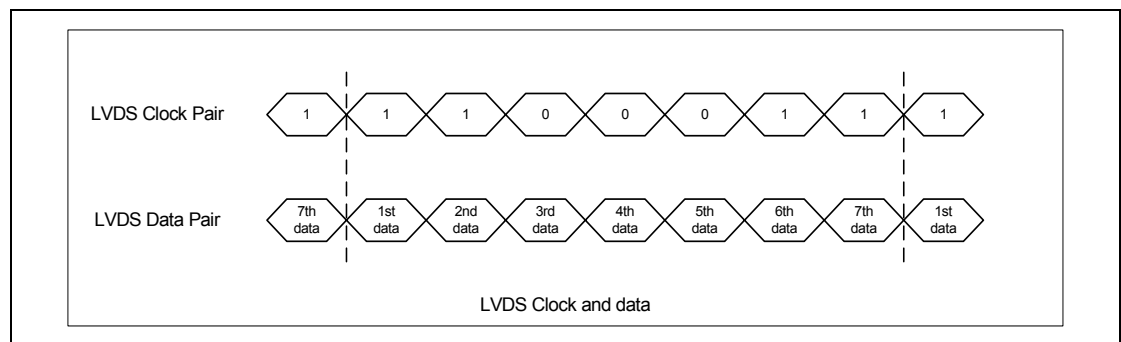 LVDS Clock Pair 1 1 1 0 0 0 1 1 1
LVDS Data Pair 7th data 1st data 2nd data 3rd data 4th data 5th data 6th data 7th data 1st data
LVDS Clock and data